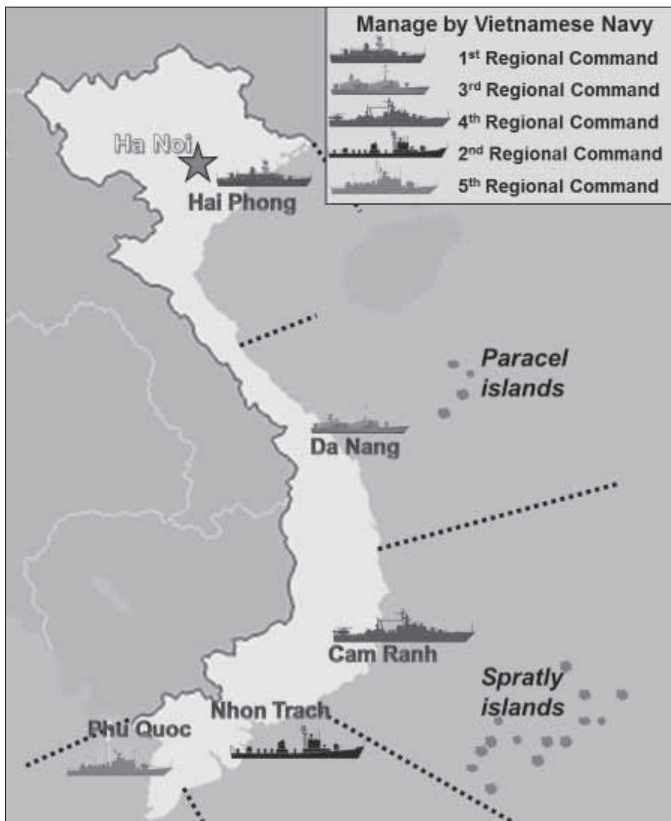 Manage by Vietnamese Navy
1st Regional Command
3rd Regional Command
4th Regional Command
2nd Regional Command
5th Regional Command
Ha Noi
Hai Phong
Paracel
islands
Da Nang
Cam Ranh
Spratly
islands
Nhon Trach
Phu Quoc